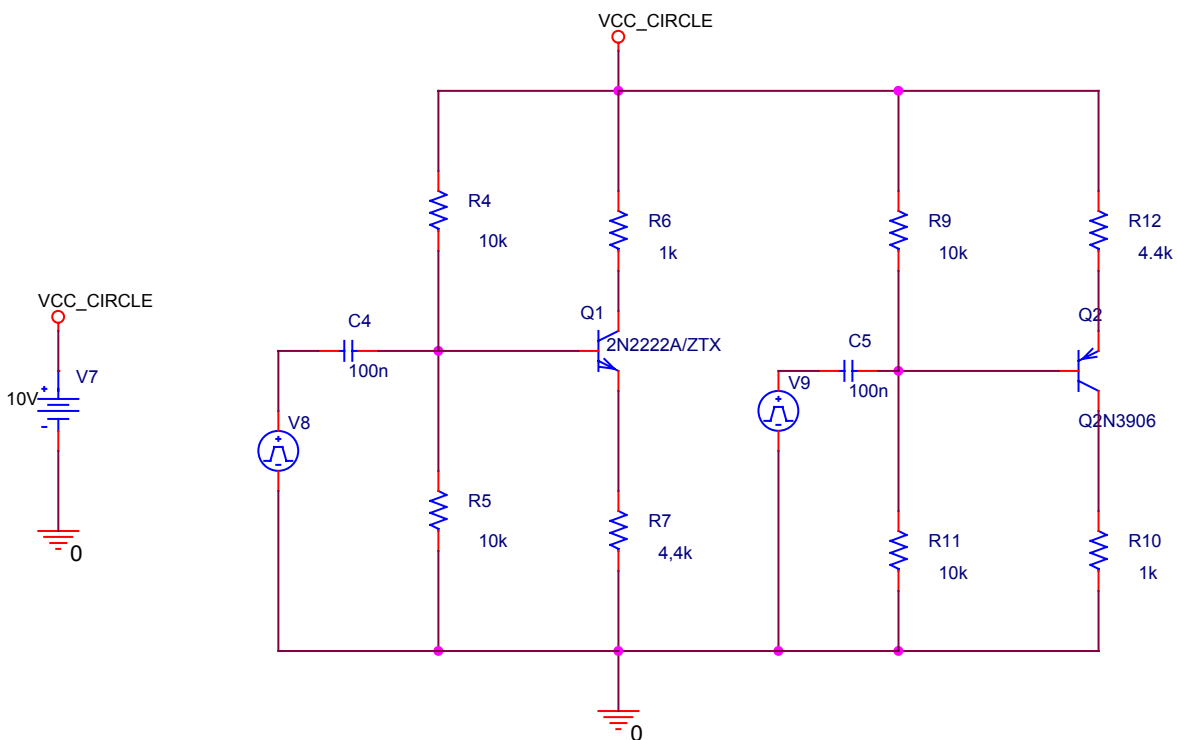 VCC_CIRCLE
R4
10k
R6
1k
R9
10k
R12
4.4k
VCC_CIRCLE
V7
10V
+
-
0
C4
100n
V8
+
-
Q1
2N2222A/ZTX
C5
100n
V9
+
-
Q2
Q2N3906
R5
10k
R7
4,4k
R11
10k
R10
1k
0